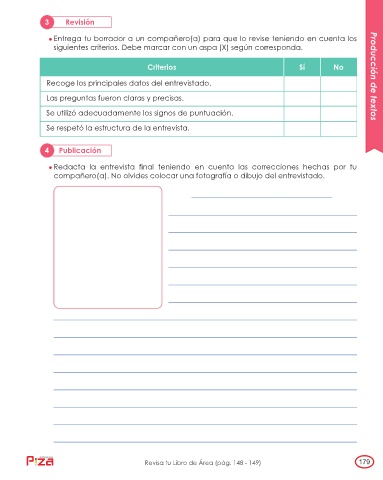 3 Revisión
Entrega tu borrador a un compañero(a) para que lo revise teniendo en cuenta los
siguientes criterios. Debe marcar con un aspa (X) según corresponda.
Criterios Sí No
Recoge los principales datos del entrevistado.
Las preguntas fueron claras y precisas.
Se utilizó adecuadamente los signos de puntuación.
Se respetó la estructura de la entrevista.
4 Publicación
Redacta la entrevista final teniendo en cuenta las correcciones hechas por tu
compañero(a). No olvides colocar una fotografía o dibujo del entrevistado.
Producción de textos
Piza
Revisa tu Libro de Área (pág. 148 - 149)
179